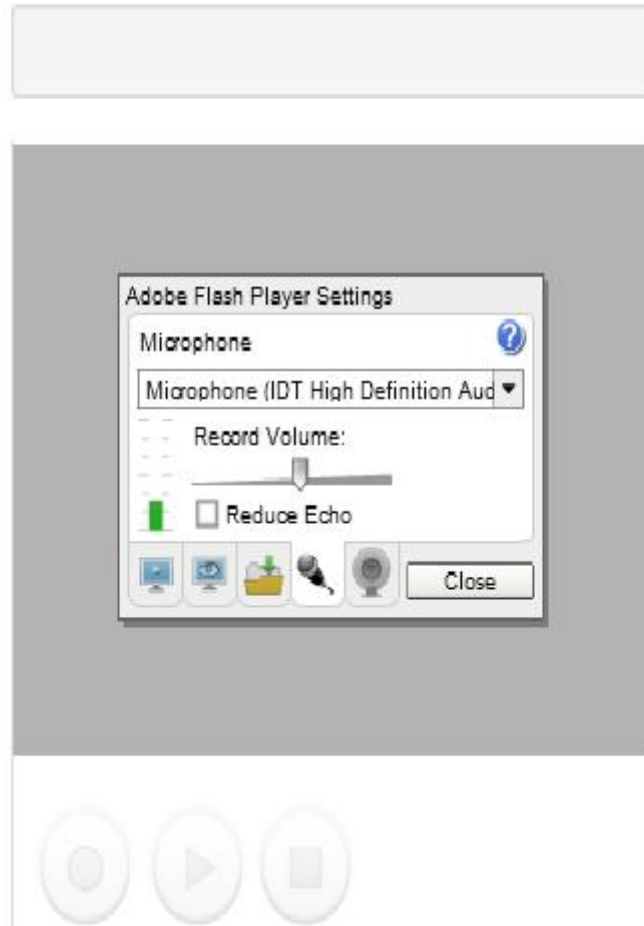 Adobe Flash Player Settings
Microphone
Microphone (IDT High Definition Aud
Record Volume:
Reduce Echo
Close